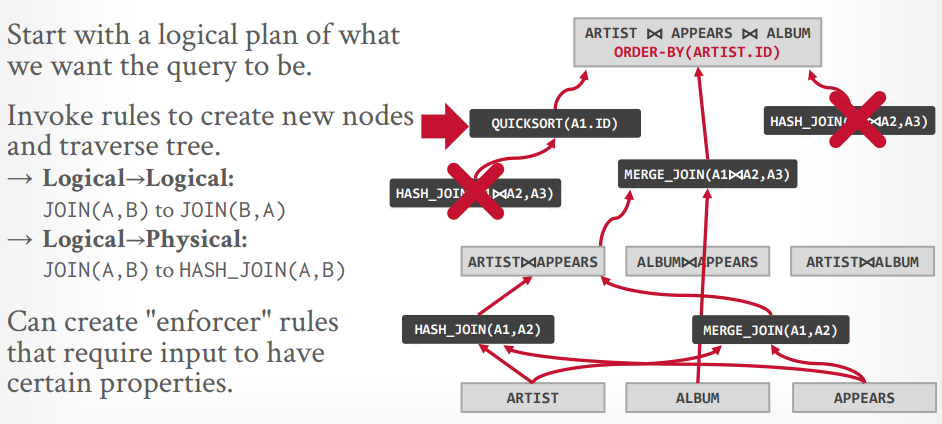 Start with a logical plan of what
we want the query to be.
Invoke rules to create new nodes
and traverse tree.
→ Logical→Logical:
JOIN(A,B) to JOIN(B,A)
→ Logical→Physical:
JOIN(A,B) to HASH_JOIN(A,B)
Can create "enforcer" rules
that require input to have
certain properties.
ARTIST ⋈ APPEARS ⋈ ALBUM
ORDER-BY(ARTIST.ID)
QUICKSORT(A1.ID)
HASH_JOIN( A2,A3)
HASH_JOIN( 1⋈A2,A3)
MERGE_JOIN(A1⋈A2,A3)
ARTIST⋈APPEARS
ALBUM⋈APPEARS
ARTIST⋈ALBUM
HASH_JOIN(A1,A2)
MERGE_JOIN(A1,A2)
ARTIST
ALBUM
APPEARS